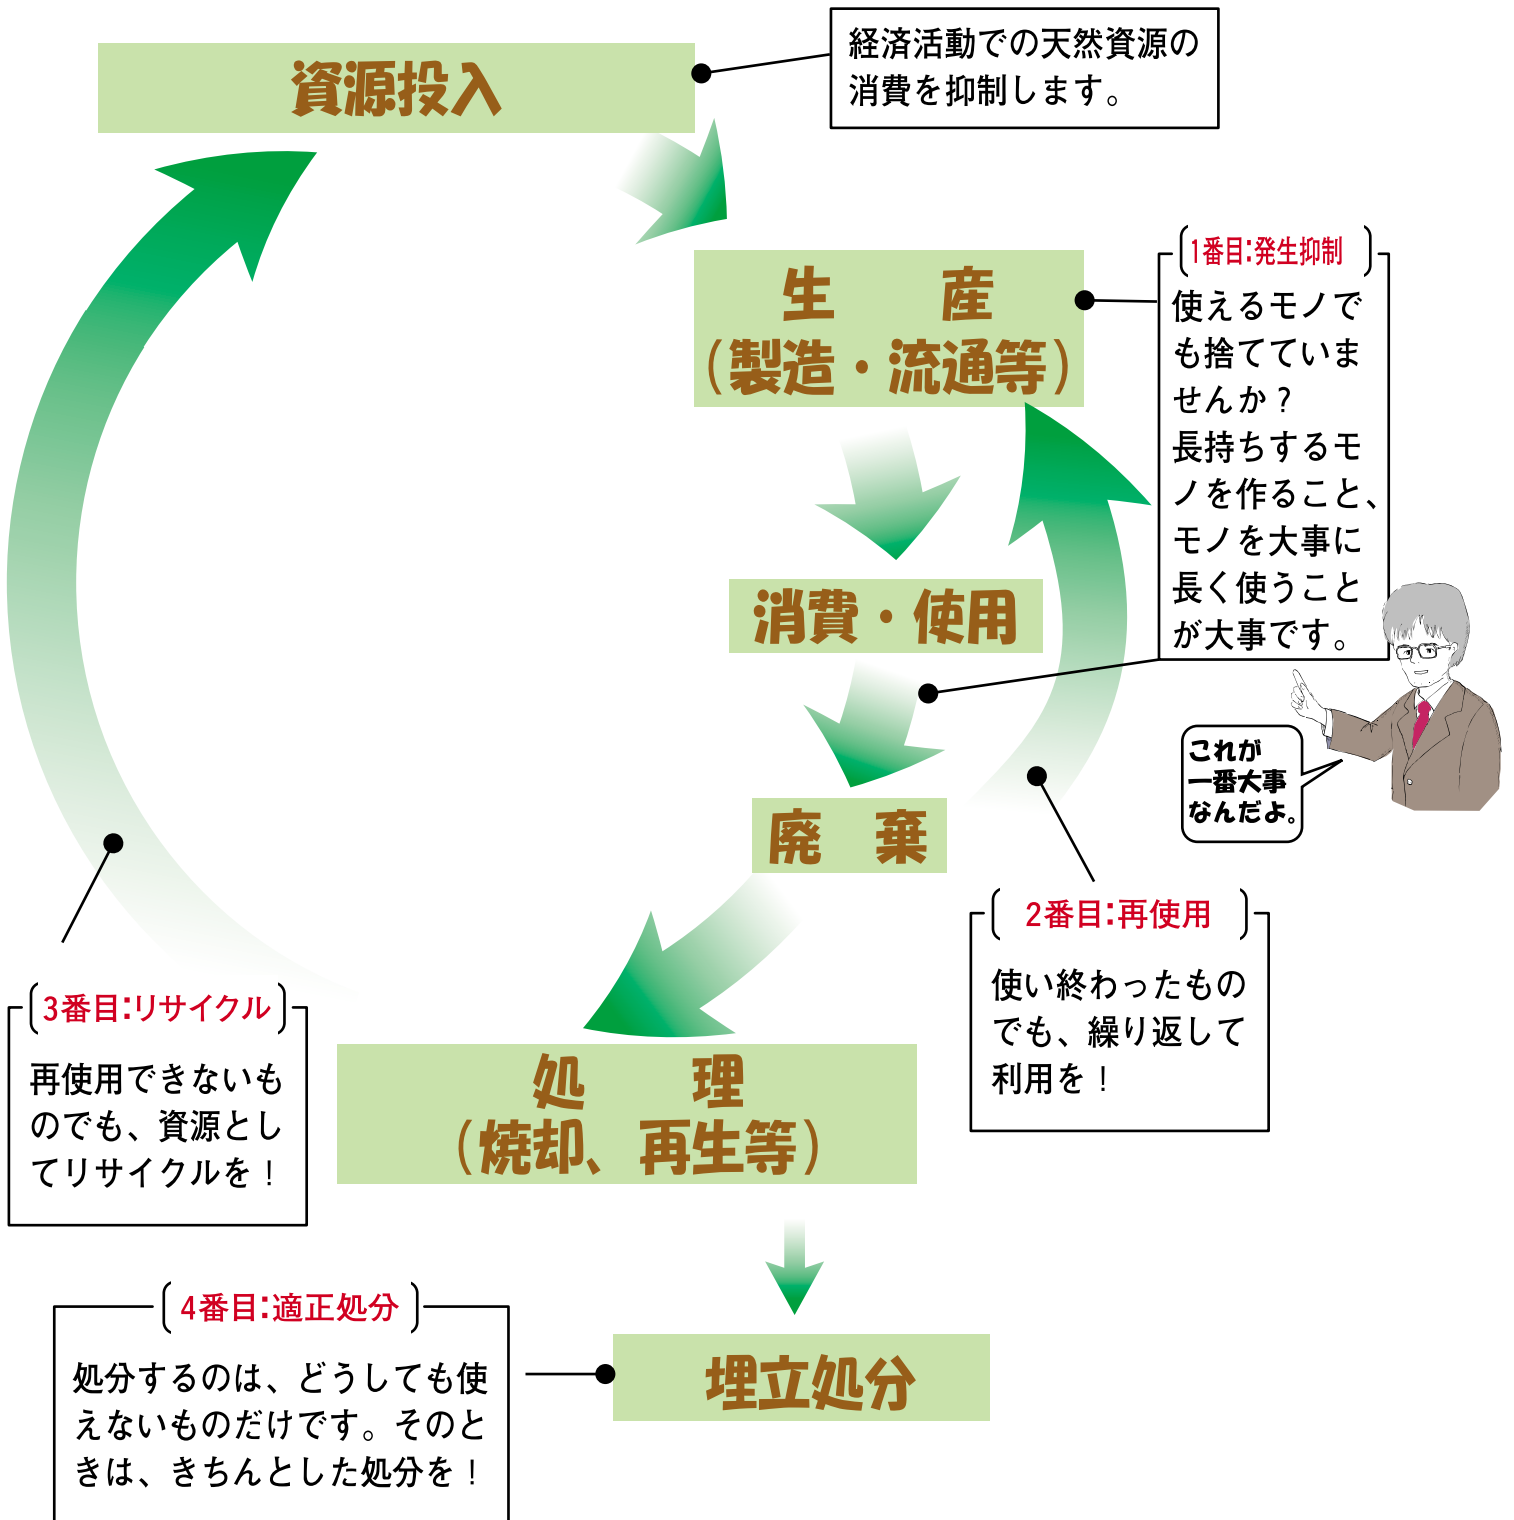 資源投入
経済活動での天然資源の
消費を抑制します。
生　産
（製造・流通等）
1番目：発生抑制
使えるモノで
も捨てていま
せんか？
長持ちするモ
ノを作ること、
モノを大事に
長く使うこと
が大事です。
消費・使用
これが
一番大事
なんだよ。
廃　棄
2番目：再使用
使い終わったもの
でも、繰り返して
利用を！
3番目：リサイクル
再使用できないも
のでも、資源とし
てリサイクルを！
処　理
（焼却、再生等）
4番目：適正処分
処分するのは、どうしても使
えないものだけです。そのと
きは、きちんとした処分を！
埋立処分